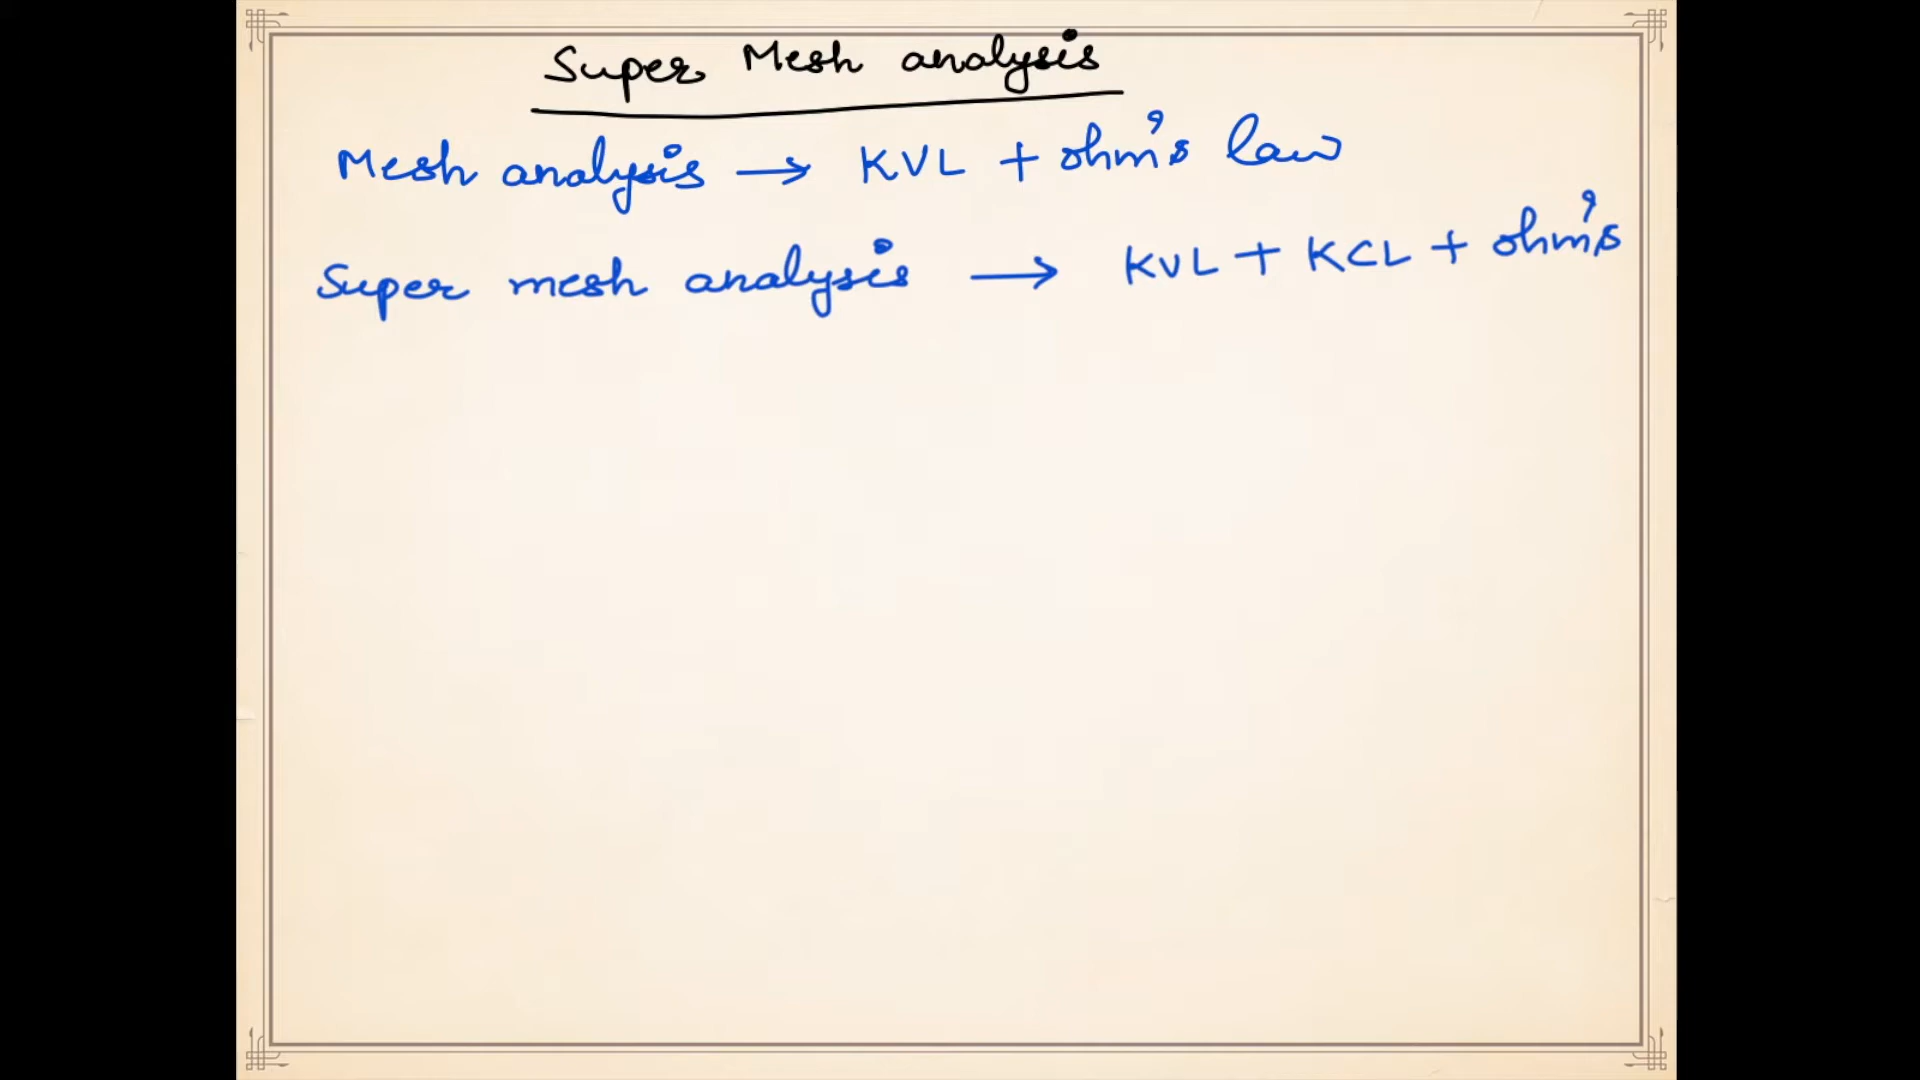 Super Mesh analysis
Mesh analysis → KVL + ohm's law
Super mesh analysis → KVL + KCL + ohm's